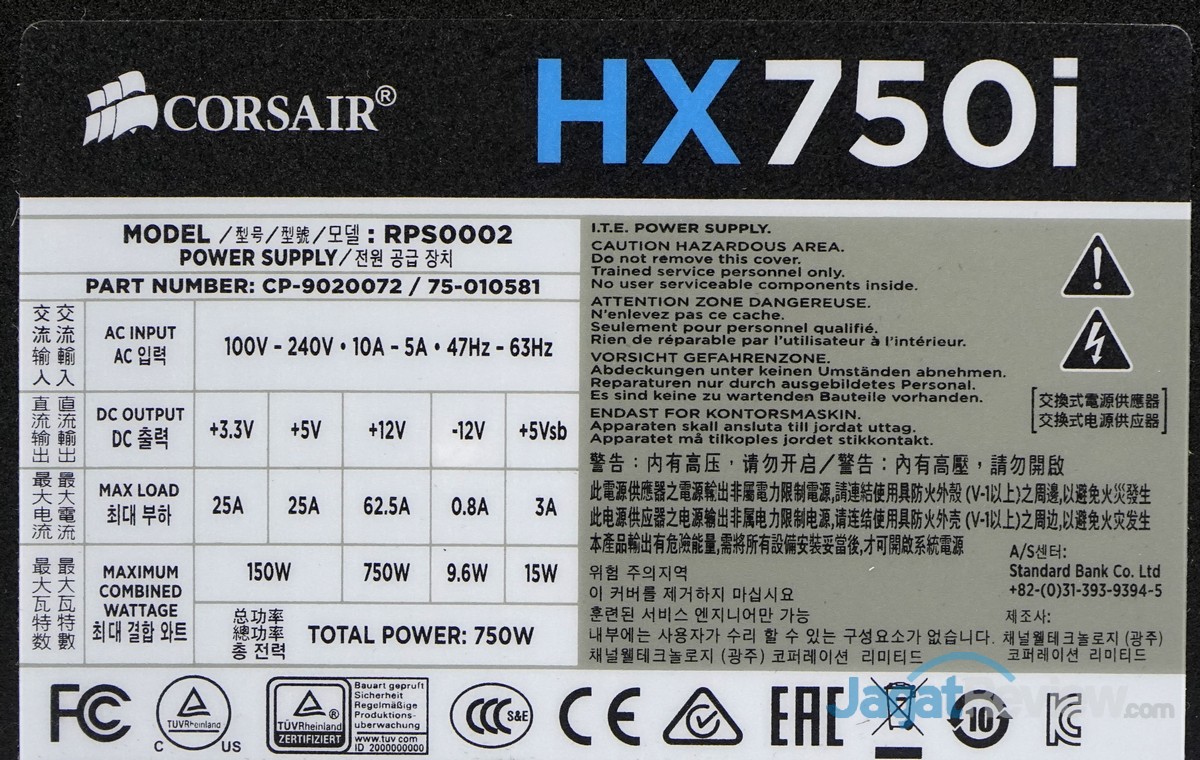 CORSAIR®
HX750i
MODEL /型号/型號/모델 : RPS0002
POWER SUPPLY/전원 공급 장치
PART NUMBER: CP-9020072 / 75-010581
交流输入
交流輸入
AC INPUT
AC 입력
100V - 240V • 10A - 5A • 47Hz - 63Hz
直流输出
直流輸出
DC OUTPUT
DC 출력
+3.3V +5V +12V -12V +5Vsb
最大电流
最大電流
MAX LOAD
최대 부하
25A 25A 62.5A 0.8A 3A
最大瓦特数
最大瓦特數
MAXIMUM
COMBINED
WATTAGE
최대 결합 와트
150W 750W 9.6W 15W
总功率
總功率
총 전력
TOTAL POWER: 750W
I.T.E. POWER SUPPLY.
CAUTION HAZARDOUS AREA.
Do not remove this cover.
Trained service personnel only.
No user serviceable components inside.
ATTENTION ZONE DANGEREUSE.
N'enlevez pas ce cache.
Seulement pour personnel qualifié.
Rien de réparable par l'utilisateur à l'intérieur.
VORSICHT GEFAHRENZONE.
Abdeckungen unter keinen Umständen abnehmen.
Reparaturen nur durch ausgebildetes Personal.
Es sind keine zu wartenden Bauteile vorhanden.
ENDAST FOR KONTORSMASKIN.
Apparaten skall ansluta till jordat uttag.
Apparatet må tilkoples jordet stikkontakt.
[交換式電源供應器]
[交换式电源供应器]
警告：内有高压，请勿开启/警告：內有高壓，請勿開啟
此電源供應器之電源輸出非屬電力限制電源,請連結使用具防火外殼 (V-1以上)之周邊,以避免火災發生
此电源供应器之电源输出非属电力限制电源,请连结使用具防火外壳 (V-1以上)之周边,以避免火灾发生
本產品輸出有危險能量,需將所有設備安裝妥當後,才可開啟系統電源
위험 주의지역
이 커버를 제거하지 마십시요
훈련된 서비스 엔지니어만 가능
내부에는 사용자가 수리 할 수 있는 구성요소가 없습니다.
채널웰테크놀로지 (광주) 코퍼레이션 리미티드
A/S센터:
Standard Bank Co. Ltd
+82-(0)31-393-9394-5
제조사:
채널웰테크놀로지 (광주)
코퍼레이션 리미티드
FC
TÜVRheinland
C US
TÜVRheinland®
ZERTIFIZIERT
Bauart geprüft
Sicherheit
Regelmäßige
Produktions-
überwachung
www.tuv.com
ID 2000000000
CCC S&E
CE
EAC
10
KC
JagatReview.com